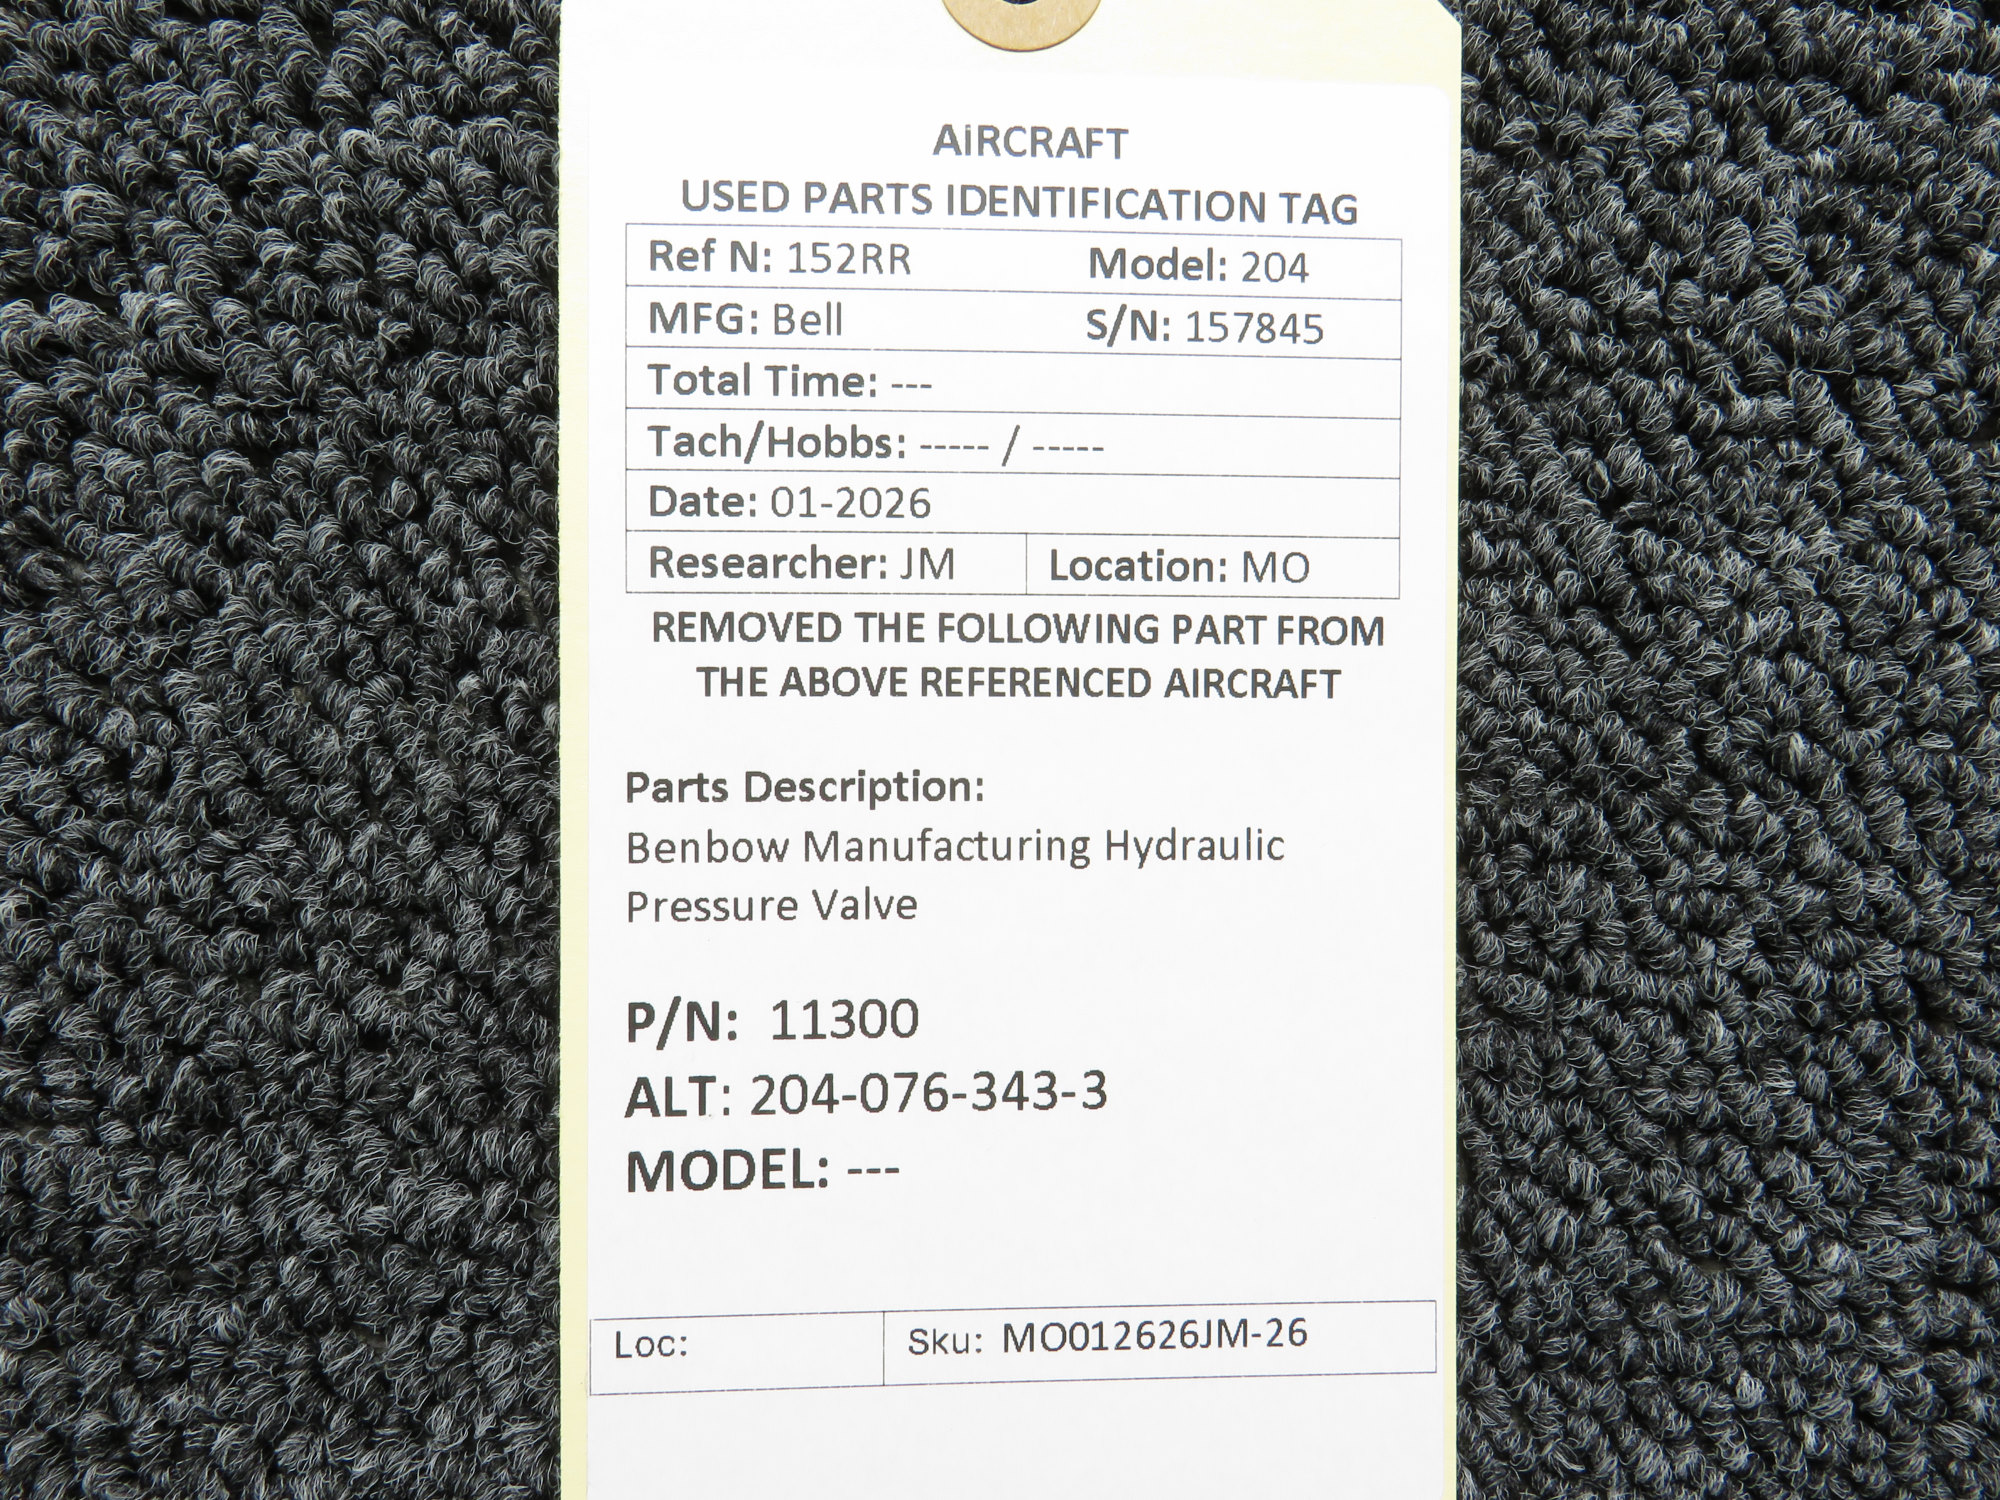 AiRCRAFT
USED PARTS IDENTIFICATION TAG
Ref N: 152RR Model: 204
MFG: Bell S/N: 157845
Total Time: ---
Tach/Hobbs: ----- / -----
Date: 01-2026
Researcher: JM Location: MO
REMOVED THE FOLLOWING PART FROM
THE ABOVE REFERENCED AIRCRAFT
Parts Description:
Benbow Manufacturing Hydraulic
Pressure Valve
P/N: 11300
ALT: 204-076-343-3
MODEL: ---
Loc: Sku: MO012626JM-26